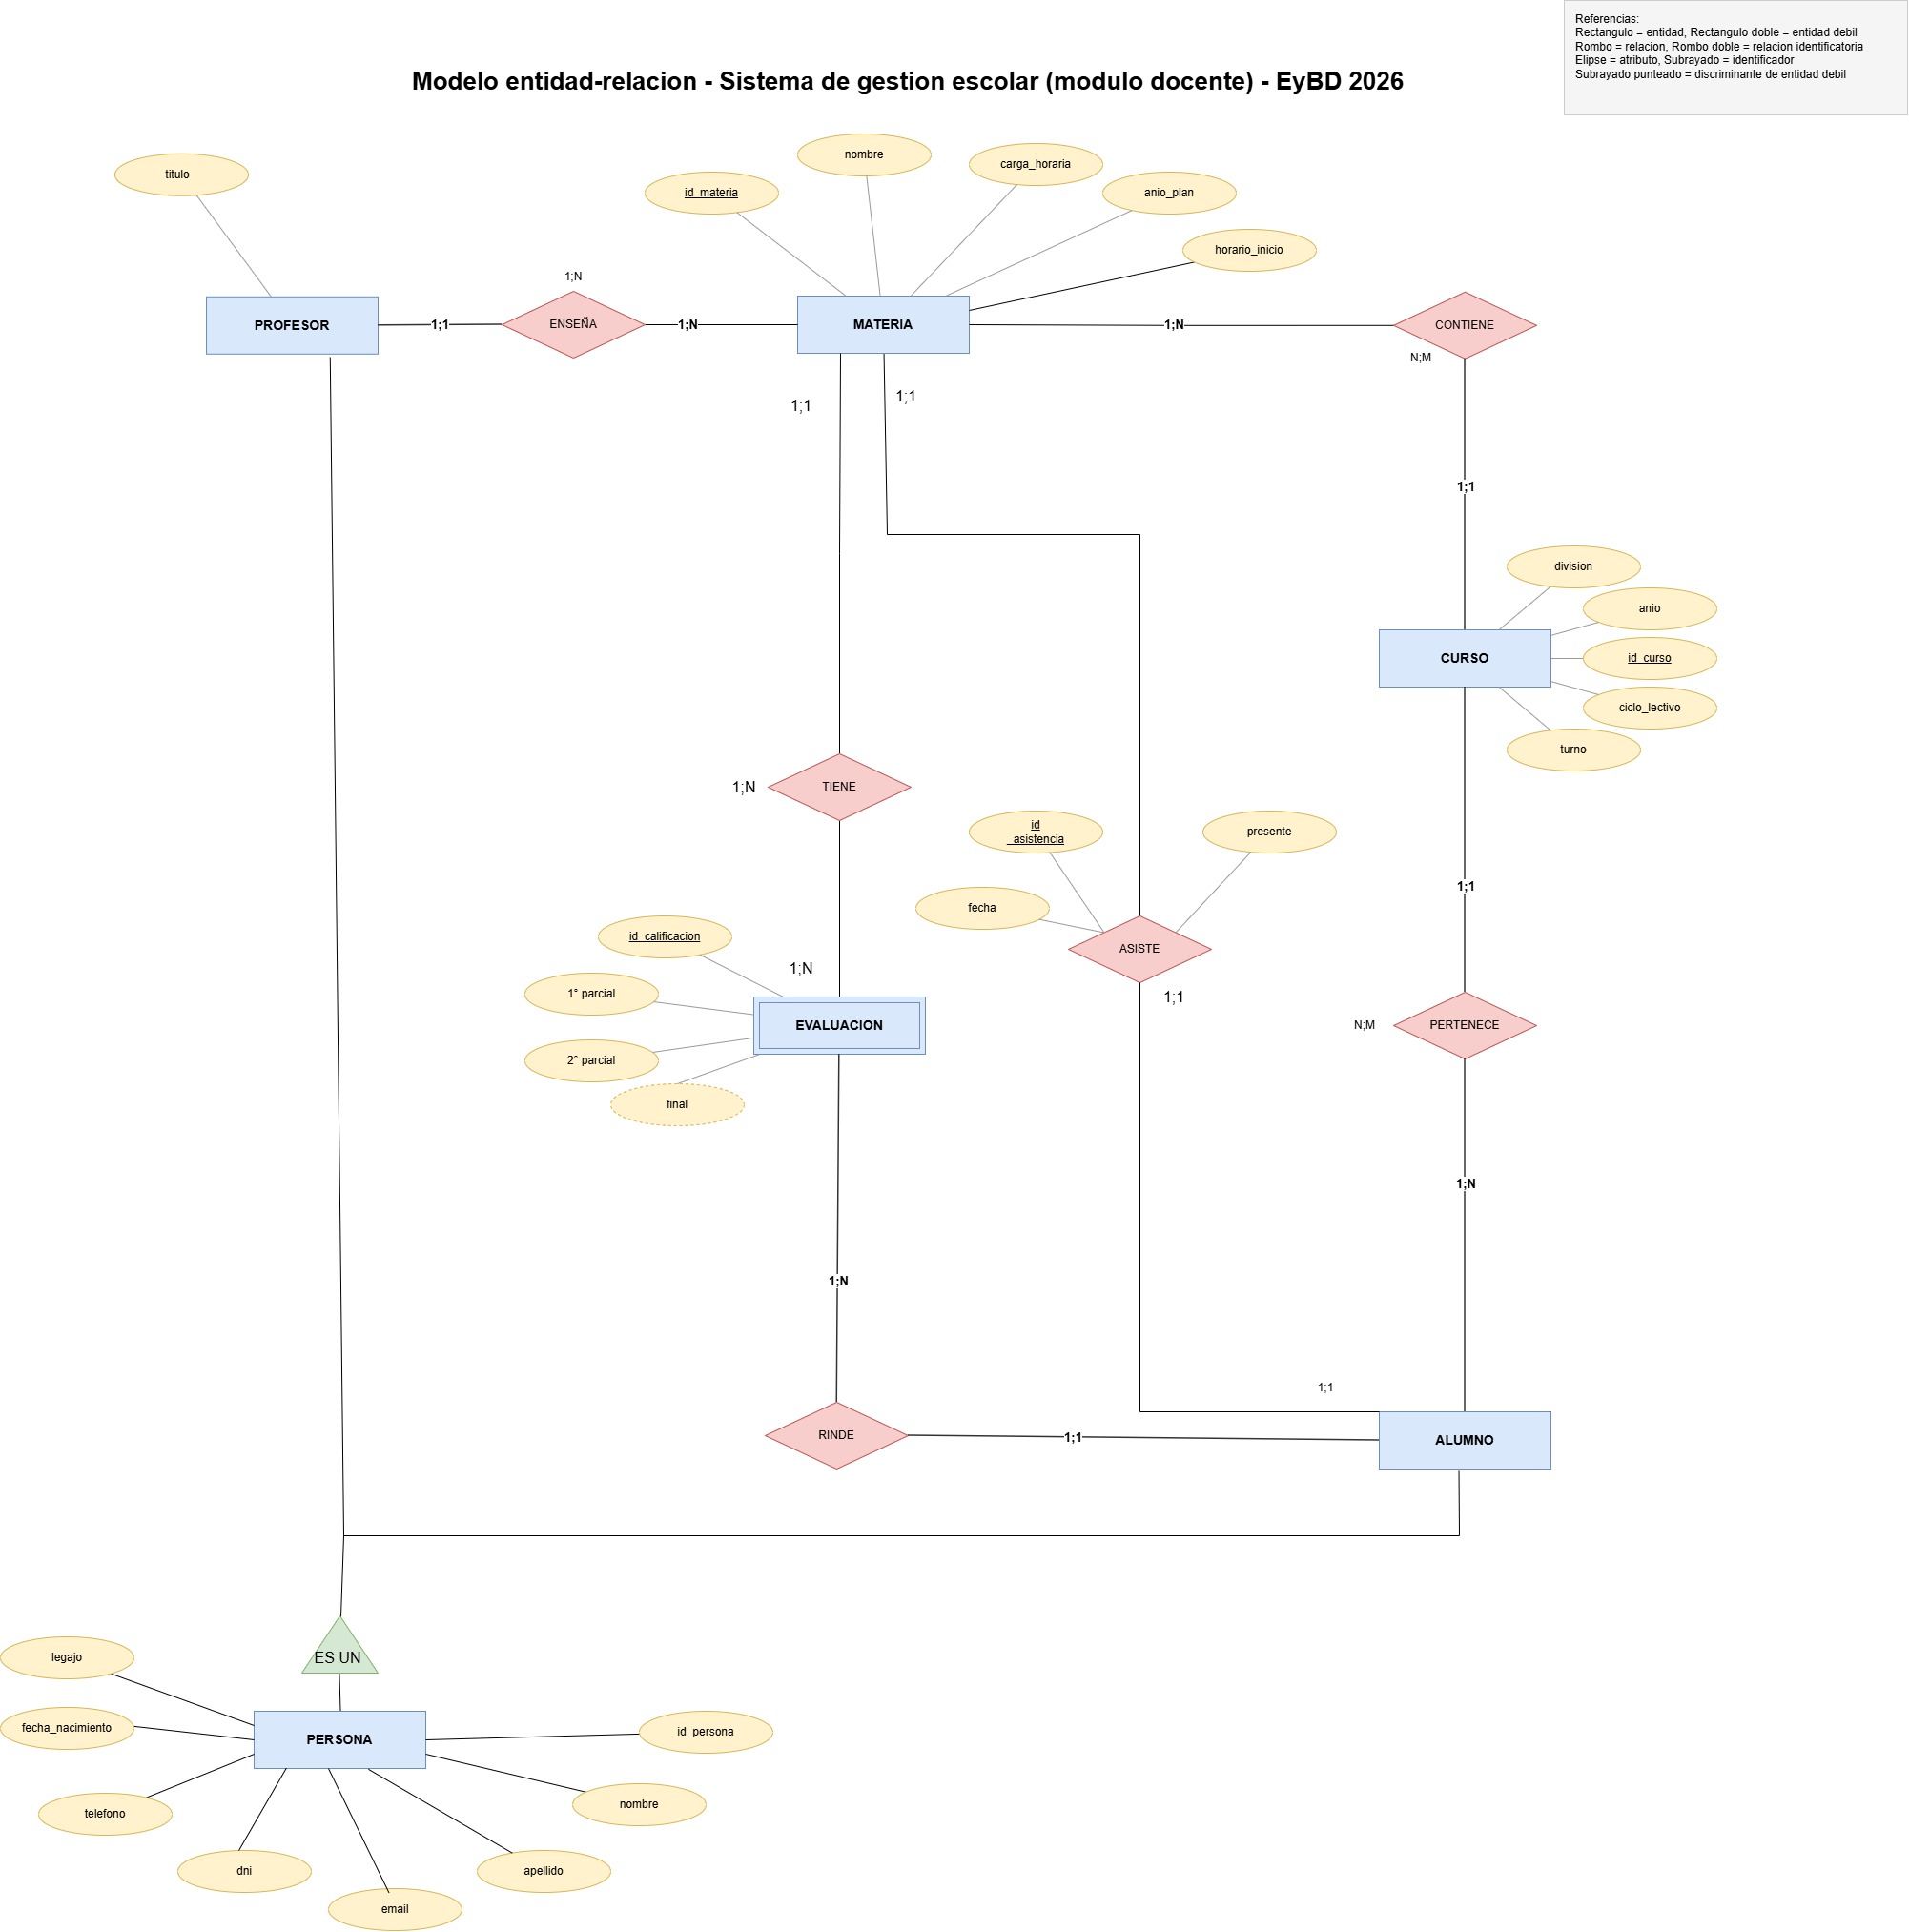 Referencias:
Rectangulo = entidad, Rectangulo doble = entidad debil
Rombo = relacion, Rombo doble = relacion identificatoria
Elipse = atributo, Subrayado = identificador
Subrayado punteado = discriminante de entidad debil
Modelo entidad-relacion - Sistema de gestion escolar (modulo docente) - EyBD 2026
titulo
id_materia
nombre
carga_horaria
anio_plan
horario_inicio
1;N
PROFESOR
1;1
ENSEÑA
1;N
MATERIA
1;N
CONTIENE
N;M
1;1
1;1
1;1
division
anio
CURSO
id_curso
ciclo_lectivo
turno
1;N
TIENE
id
_asistencia
presente
1;1
fecha
ASISTE
id_calificacion
1;N
1;1
1° parcial
EVALUACION
N;M
PERTENECE
2° parcial
final
1;N
1;N
1;1
RINDE
1;1
ALUMNO
ES UN
legajo
fecha_nacimiento
PERSONA
id_persona
telefono
nombre
dni
apellido
email